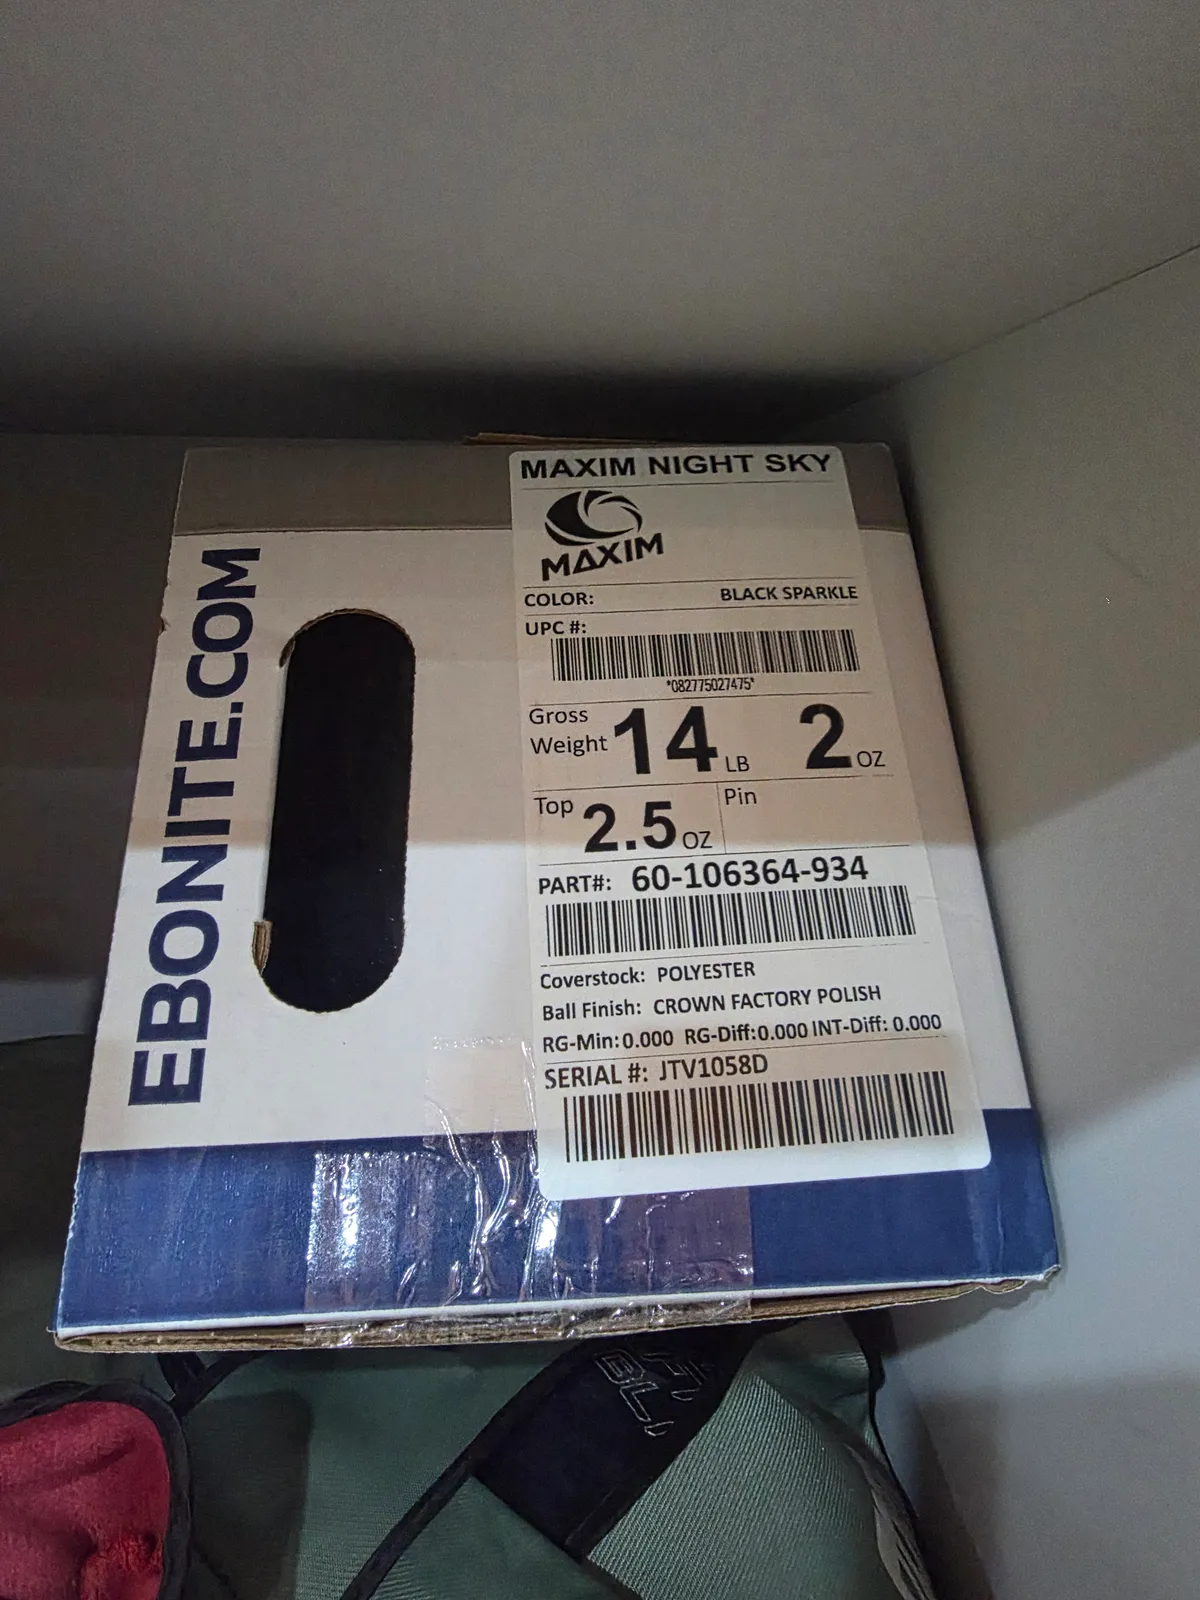 EBONITE.COM
MAXIM NIGHT SKY
MAXIM
COLOR: BLACK SPARKLE
UPC #:
*082775027475*
Gross Weight 14 LB 2 OZ
Top 2.5 OZ Pin
PART#: 60-106364-934
Coverstock: POLYESTER
Ball Finish: CROWN FACTORY POLISH
RG-Min: 0.000 RG-Diff: 0.000 INT-Diff: 0.000
SERIAL #: JTV1058D